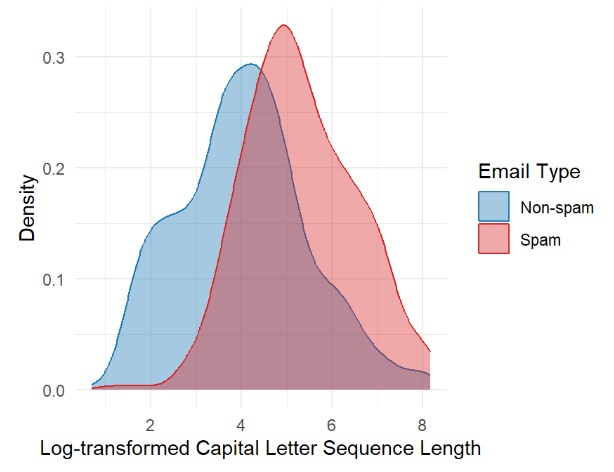 0.3
0.2
0.1
0.0
Density
2 4 6 8
Log-transformed Capital Letter Sequence Length
Email Type
Non-spam
Spam